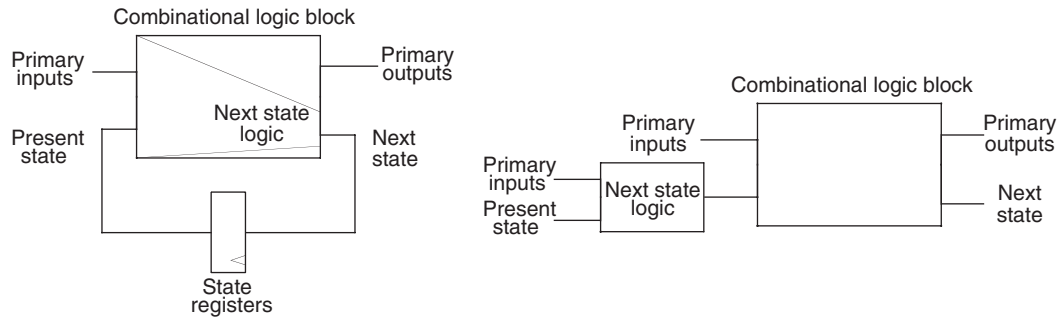 Combinational logic block
Primary
inputs
Primary
outputs
Next state
logic
Present
state
Next
state
State
registers
Combinational logic block
Primary
inputs
Primary
outputs
Primary
inputs
Next state
logic
Present
state
Next
state